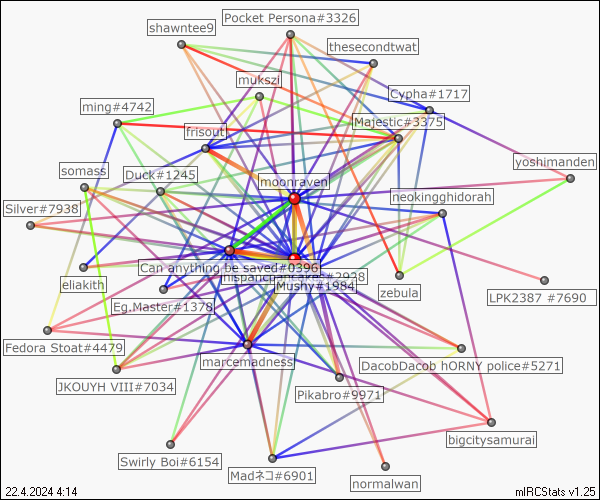 Pocket Persona#3326
shawntee9
thesecondtwat
mukszi
Cypha#1717
ming#4742
Majestic#3375
frisout
yoshimanden
somass
Duck#1245
moonraven
neokingghidorah
Silver#7938
Can anything be saved#0396
#2928
Mushy#1984
eliakith
zebula
LPK2387 #7690
Eg.Master#1378
Fedora Stoat#4479
marcemadness
DacobDacob hORNY police#5271
JKOUYH VIII#7034
Pikabro#9971
bigcitysamurai
Swirly Boi#6154
Madネコ#6901
normalwan
22.4.2024 4:14
mIRCStats v1.25